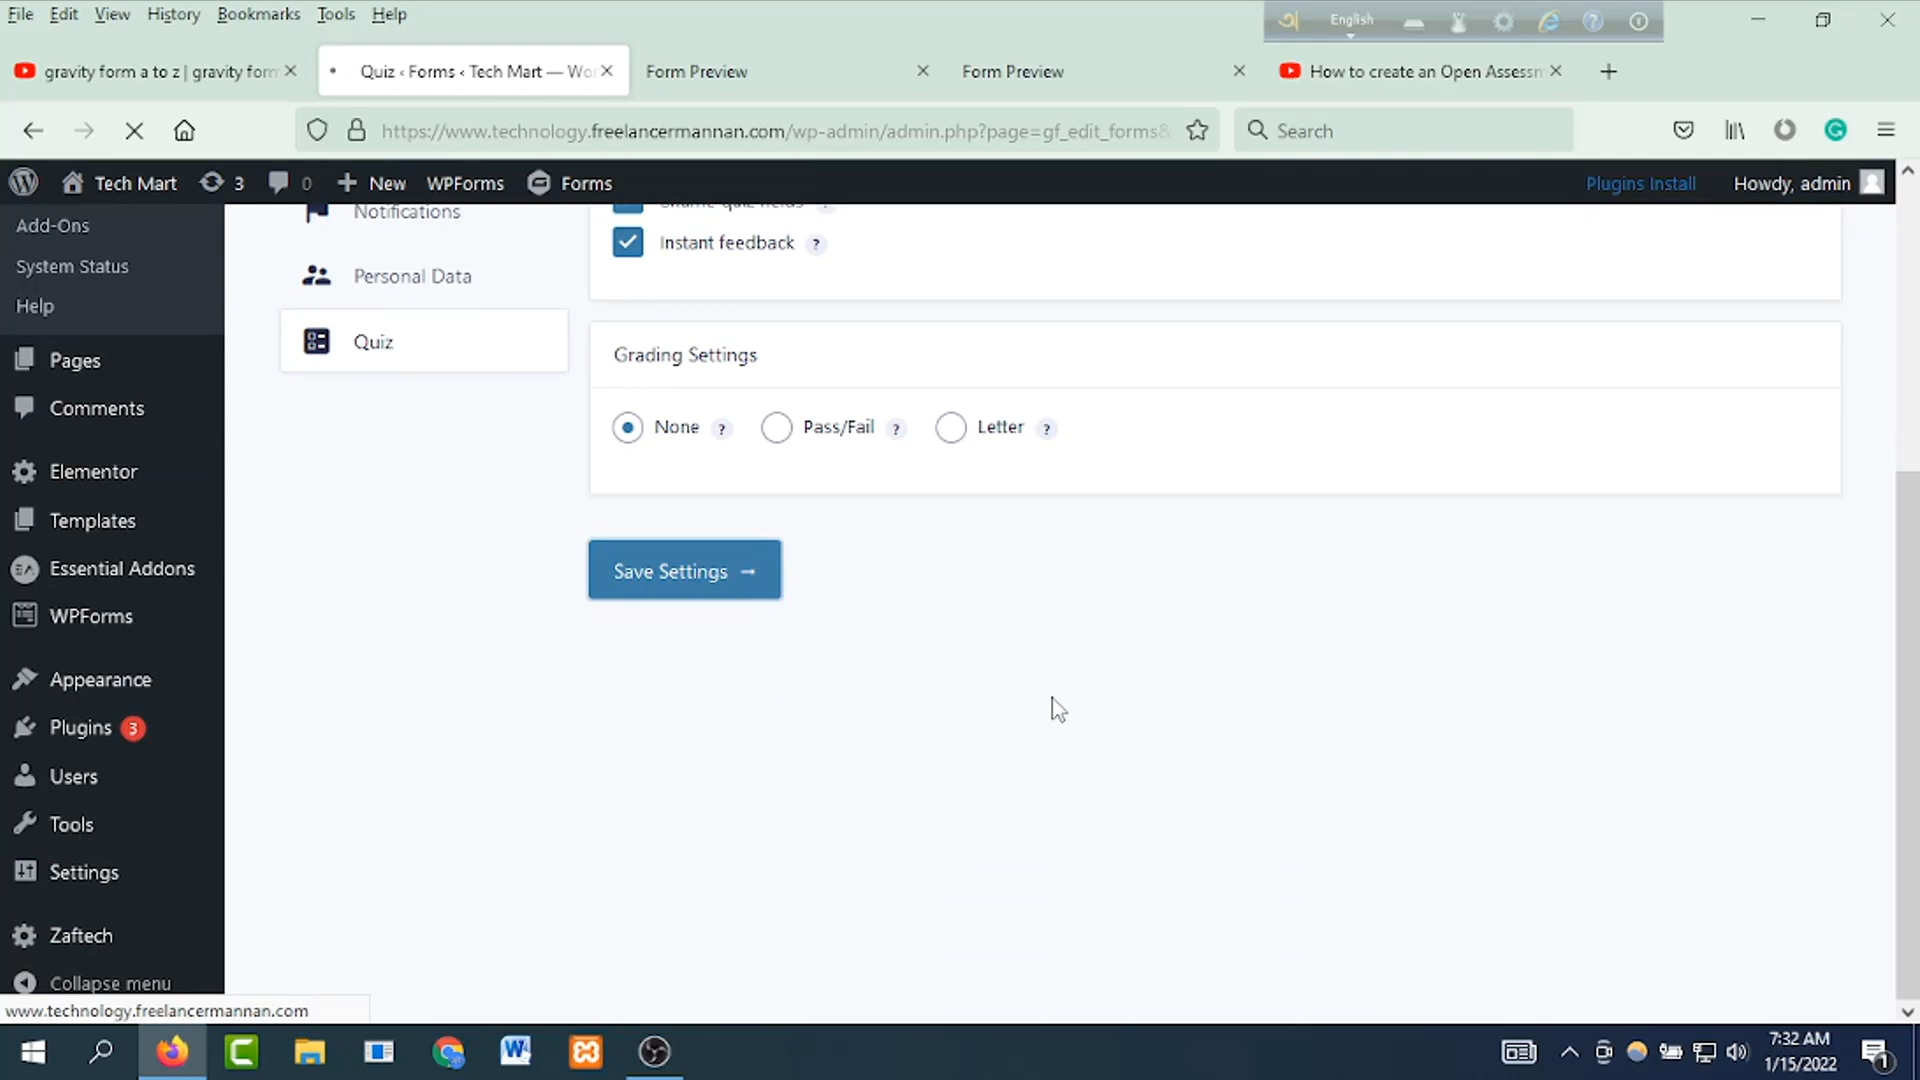 File Edit View History Bookmarks Tools Help
English
gravity form a to z | gravity form
Quiz ‹ Forms ‹ Tech Mart — Wo
Form Preview
Form Preview
How to create an Open Assessm
https://www.technology.freelancermannan.com/wp-admin/admin.php?page=gf_edit_forms&
Search
Tech Mart 3 0 New WPForms Forms
Plugins Install Howdy, admin
Add-Ons
System Status
Help
Pages
Comments
Elementor
Templates
Essential Addons
WPForms
Appearance
Plugins 3
Users
Tools
Settings
Zaftech
Collapse menu
Notifications
Personal Data
Quiz
quiz fields
Instant feedback ?
Grading Settings
None ? Pass/Fail ? Letter ?
Save Settings →
www.technology.freelancermannan.com
7:32 AM
1/15/2022
1